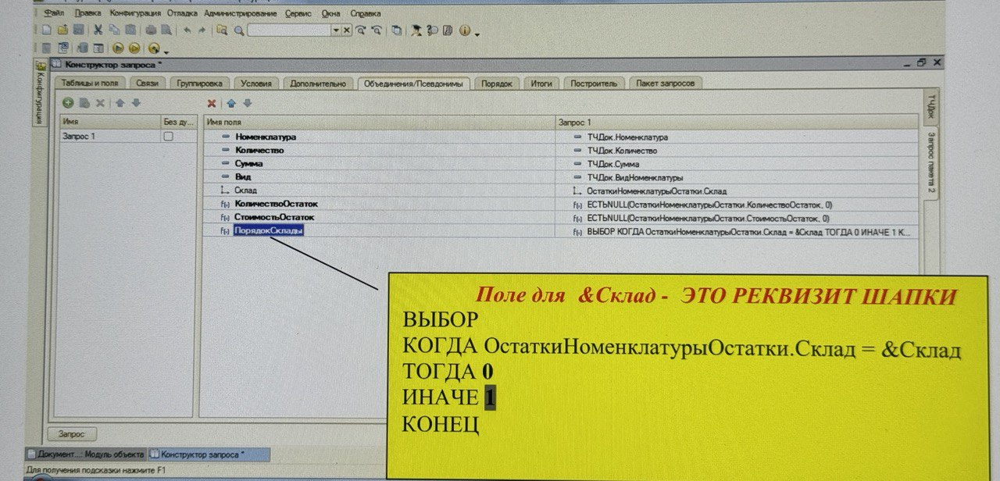 Файл Правка Конфигурация Отладка Администрирование Сервис Окна Справка
Конструктор запроса *
Таблицы и поля Связи Группировка Условия Дополнительно Объединения/Псевдонимы Порядок Итоги Построитель Пакет запросов
Конфигурация
Имя Без ду... Имя поля Запрос 1
Запрос 1
Номенклатура ТЧДок.Номенклатура
Количество ТЧДок.Количество
Сумма ТЧДок.Сумма
Вид ТЧДок.ВидНоменклатуры
Склад ОстаткиНоменклатурыОстатки.Склад
КоличествоОстаток ЕСТЬNULL(ОстаткиНоменклатурыОстатки.КоличествоОстаток, 0)
СтоимостьОстаток ЕСТЬNULL(ОстаткиНоменклатурыОстатки.СтоимостьОстаток, 0)
ПорядокСклады ВЫБОР КОГДА ОстаткиНоменклатурыОстатки.Склад = &Склад ТОГДА 0 ИНАЧЕ 1 К...
ТЧДок
Запрос пакета 2
Поле для &Склад - ЭТО РЕКВИЗИТ ШАПКИ
ВЫБОР
КОГДА ОстаткиНоменклатурыОстатки.Склад = &Склад
ТОГДА 0
ИНАЧЕ 1
КОНЕЦ
Запрос
Документ...: Модуль объекта Конструктор запроса *
Для получения подсказки нажмите F1